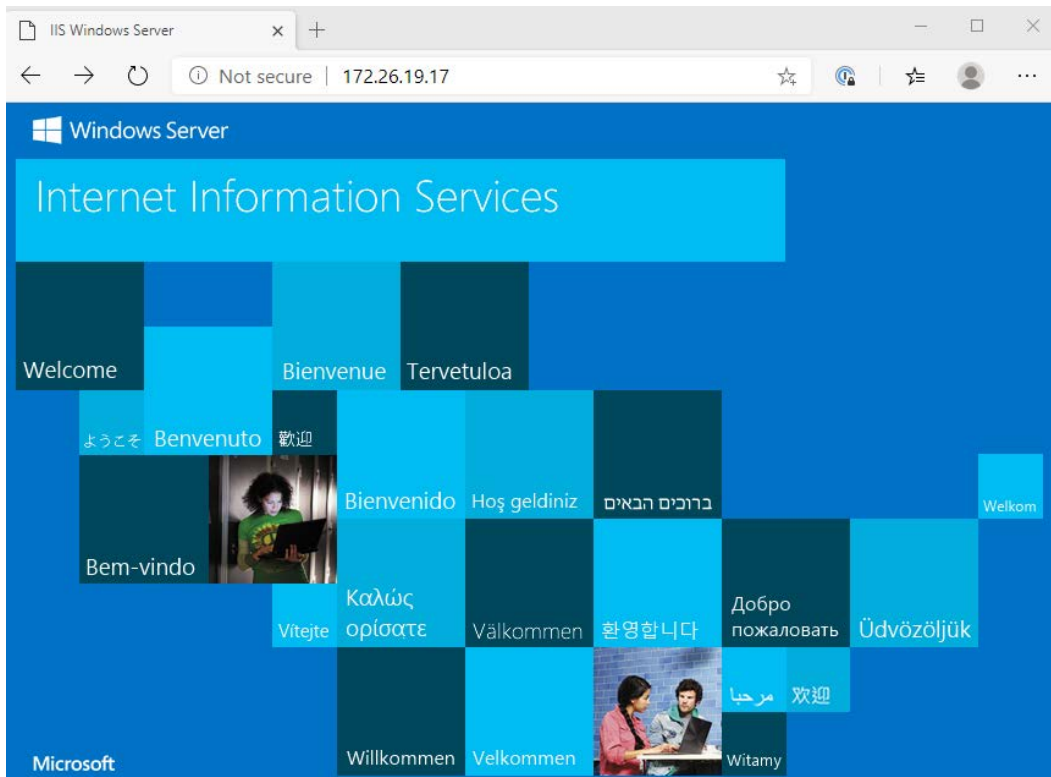 IIS Windows Server
Not secure | 172.26.19.17
Windows Server
Internet Information Services
Welcome
Bienvenue
Tervetuloa
ようこそ
Benvenuto
歡迎
Bienvenido
Hoş geldiniz
ברוכים הבאים
Welkom
Bem-vindo
Vítejte
Καλώς
ορίσατε
Välkommen
환영합니다
Добро
пожаловать
Üdvözöljük
مرحبا
欢迎
Microsoft
Willkommen
Velkommen
Witamy